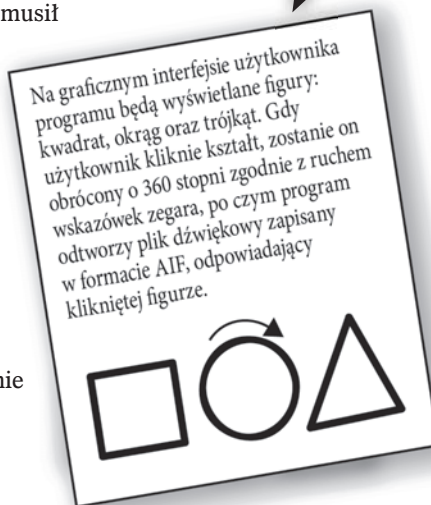 musił
Na graficznym interfejsie użytkownika
programu będą wyświetlane figury:
kwadrat, okrąg oraz trójkąt. Gdy
użytkownik kliknie kształt, zostanie on
obrócony o 360 stopni zgodnie z ruchem
wskazówek zegara, po czym program
odtworzy plik dźwiękowy zapisany
w formacie AIF, odpowiadający
klikniętej figurze.
nie